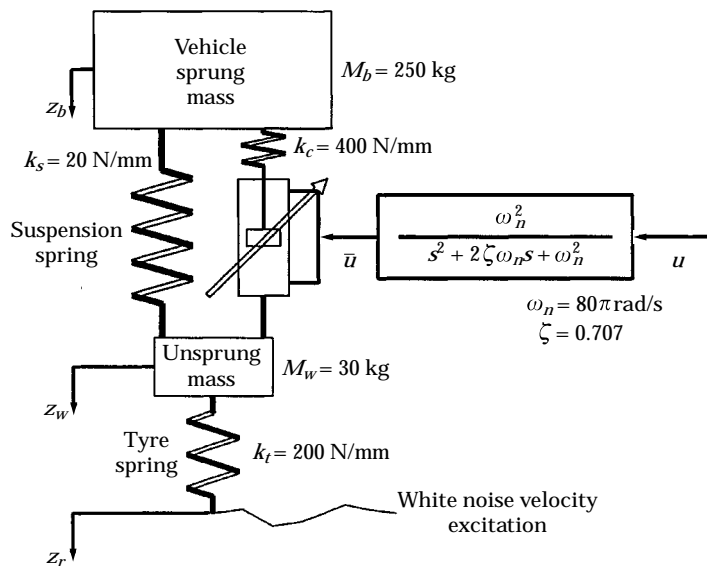 Vehicle
sprung
mass
M_b = 250 kg
z_b
k_s = 20 N/mm
k_c = 400 N/mm
Suspension
spring
ū
ω_n^2
s^2 + 2ζω_n s + ω_n^2
u
ω_n = 80π rad/s
ζ = 0.707
Unsprung
mass
M_w = 30 kg
z_w
Tyre
spring
k_t = 200 N/mm
White noise velocity
excitation
z_r